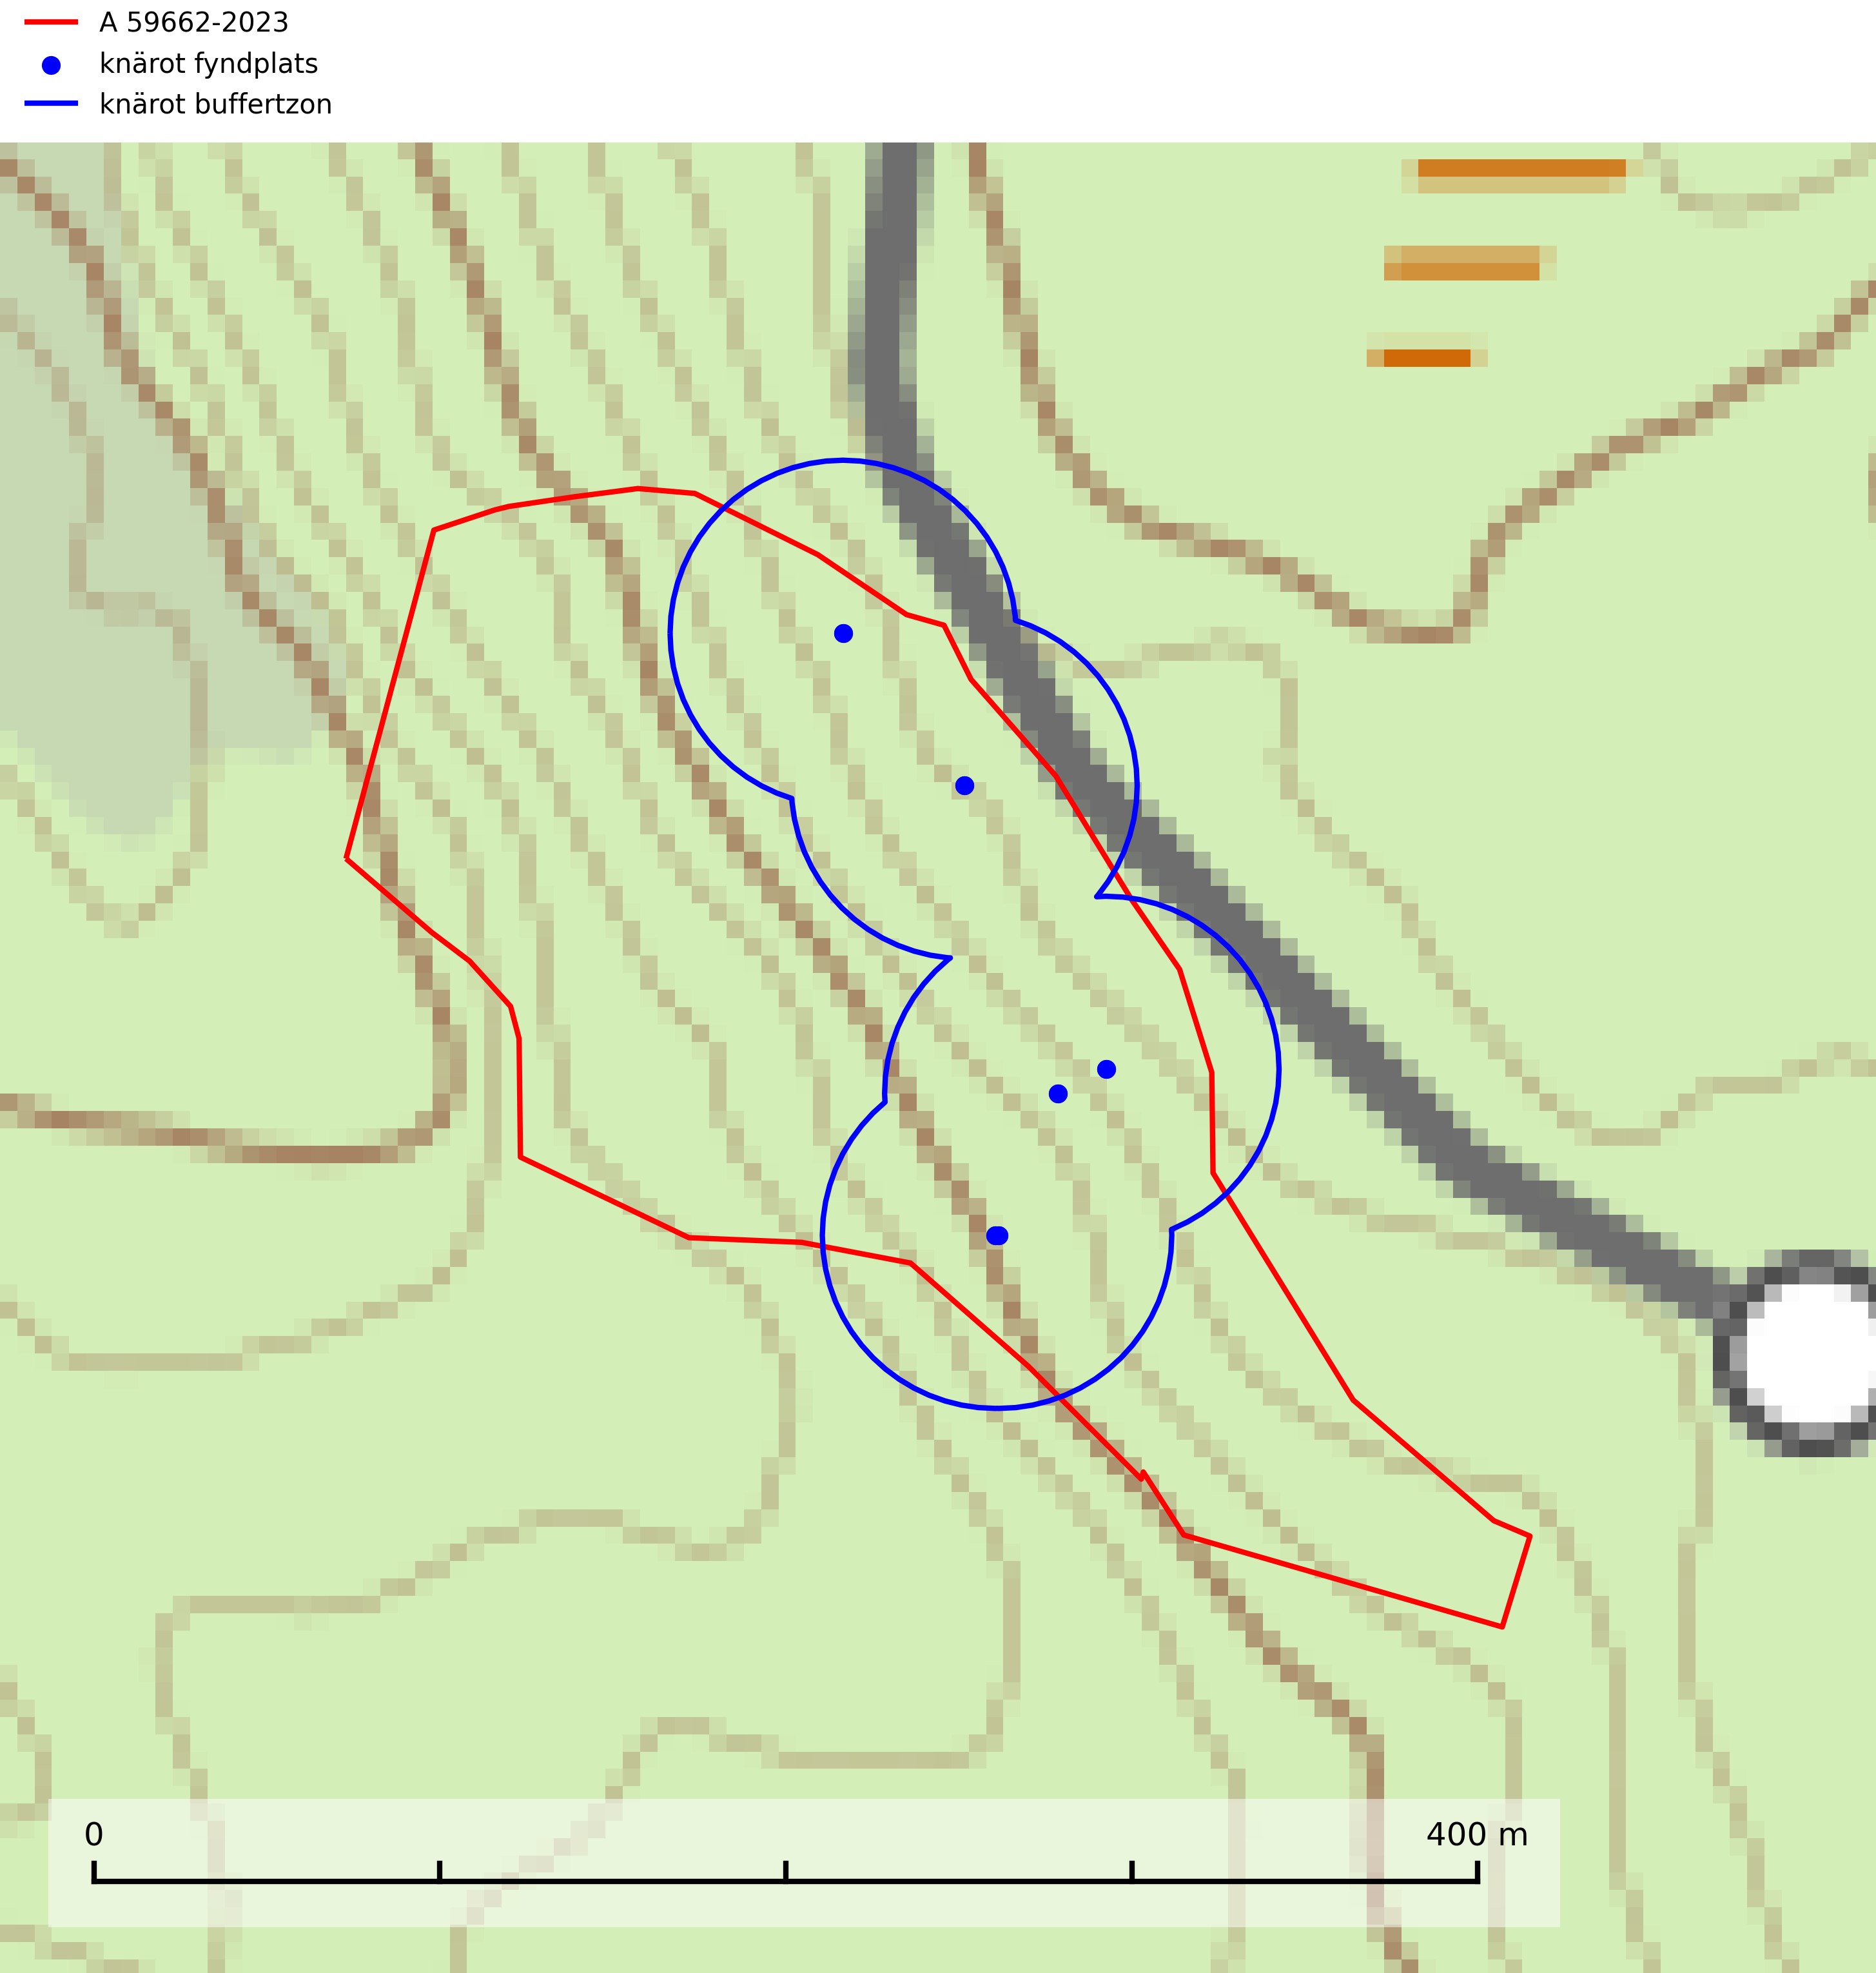 A 59662-2023
knärot fyndplats
knärot buffertzon
0
400 m